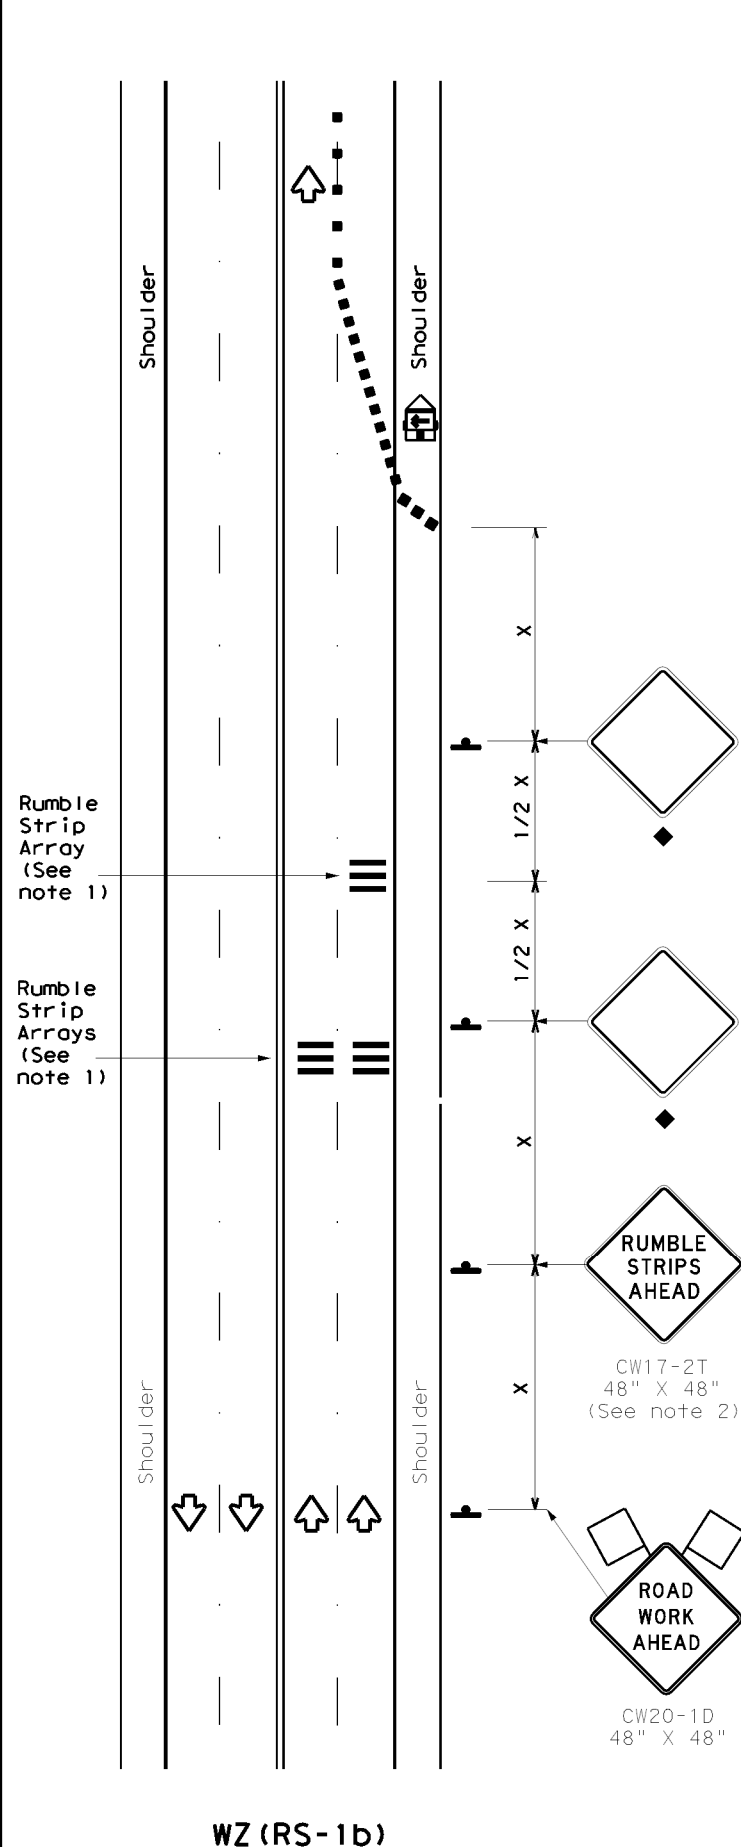 Shoulder
Shoulder
X
1/2 X
Rumble
Strip
Array
(See
note 1)
1/2 X
Rumble
Strip
Arrays
(See
note 1)
X
RUMBLE
STRIPS
AHEAD
CW17-2T
48" X 48"
(See note 2)
X
Shoulder
Shoulder
ROAD
WORK
AHEAD
CW20-1D
48" X 48"
WZ(RS-1b)